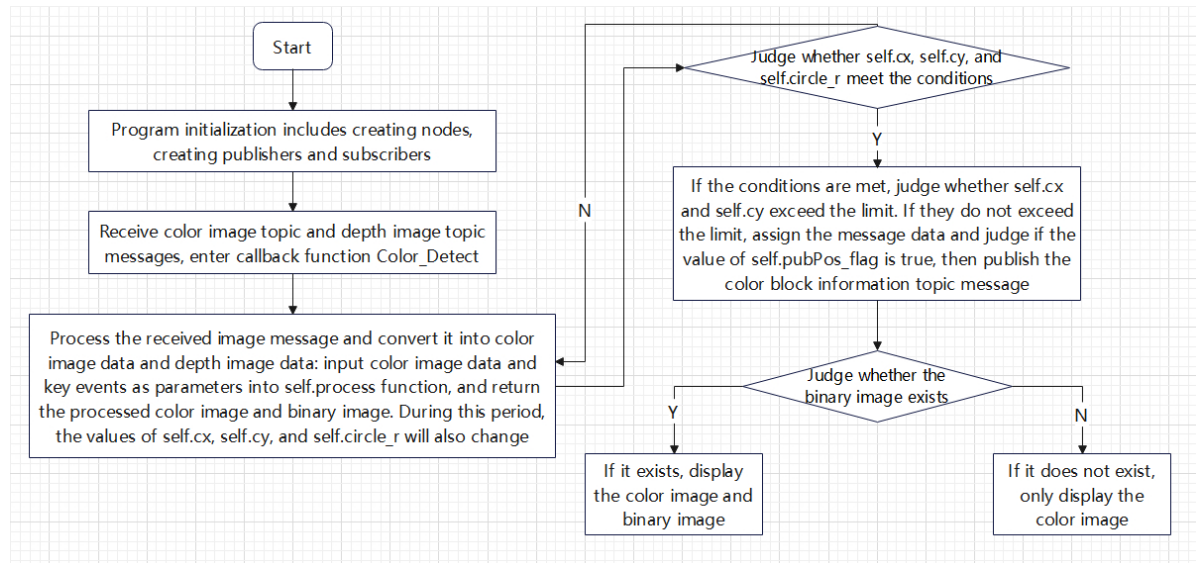 Start
Program initialization includes creating nodes,
creating publishers and subscribers
Receive color image topic and depth image topic
messages, enter callback function Color_Detect
Process the received image message and convert it into color
image data and depth image data: input color image data and
key events as parameters into self.process function, and return
the processed color image and binary image. During this period,
the values of self.cx, self.cy, and self.circle_r will also change
Judge whether self.cx, self.cy, and
self.circle_r meet the conditions
N
Y
If the conditions are met, judge whether self.cx
and self.cy exceed the limit. If they do not exceed
the limit, assign the message data and judge if the
value of self.pubPos_flag is true, then publish the
color block information topic message
Judge whether the
binary image exists
Y
N
If it exists, display
the color image and
binary image
If it does not exist,
only display the
color image